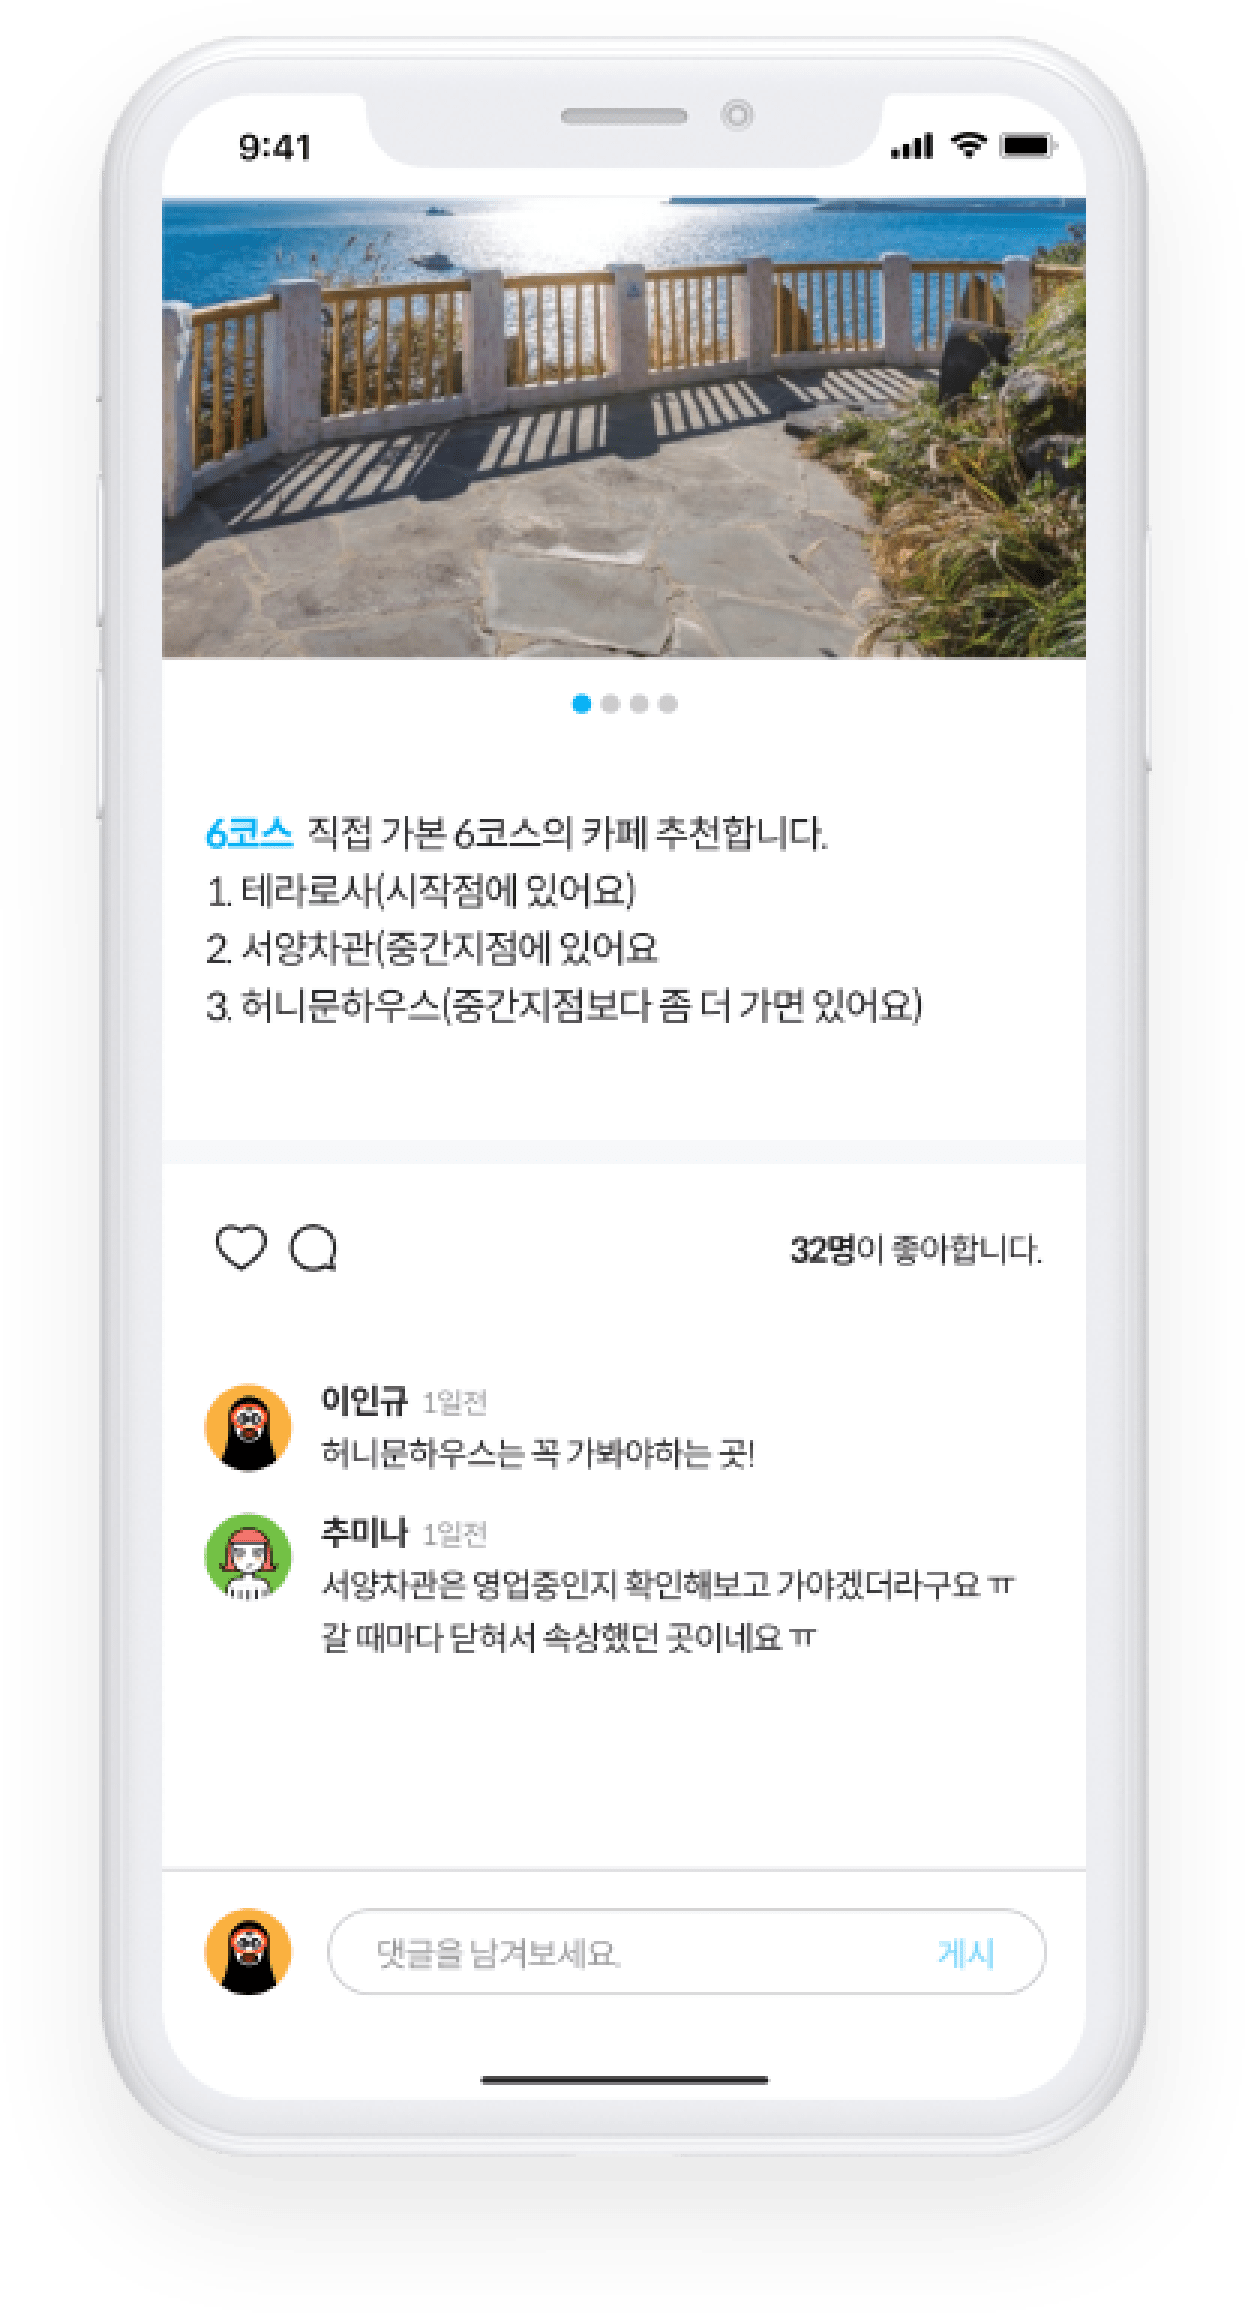 9:41
6코스 직접 가본 6코스의 카페 추천합니다.
1. 테라로사(시작점에 있어요)
2. 서양차관(중간지점에 있어요
3. 허니문하우스(중간지점보다 좀 더 가면 있어요)
32명이 좋아합니다.
이인규 1일전
허니문하우스는 꼭 가봐야하는 곳!
추미나 1일전
서양차관은 영업중인지 확인해보고 가야겠더라구요 ㅠ
갈 때마다 닫혀서 속상했던 곳이네요 ㅠ
댓글을 남겨보세요. 게시